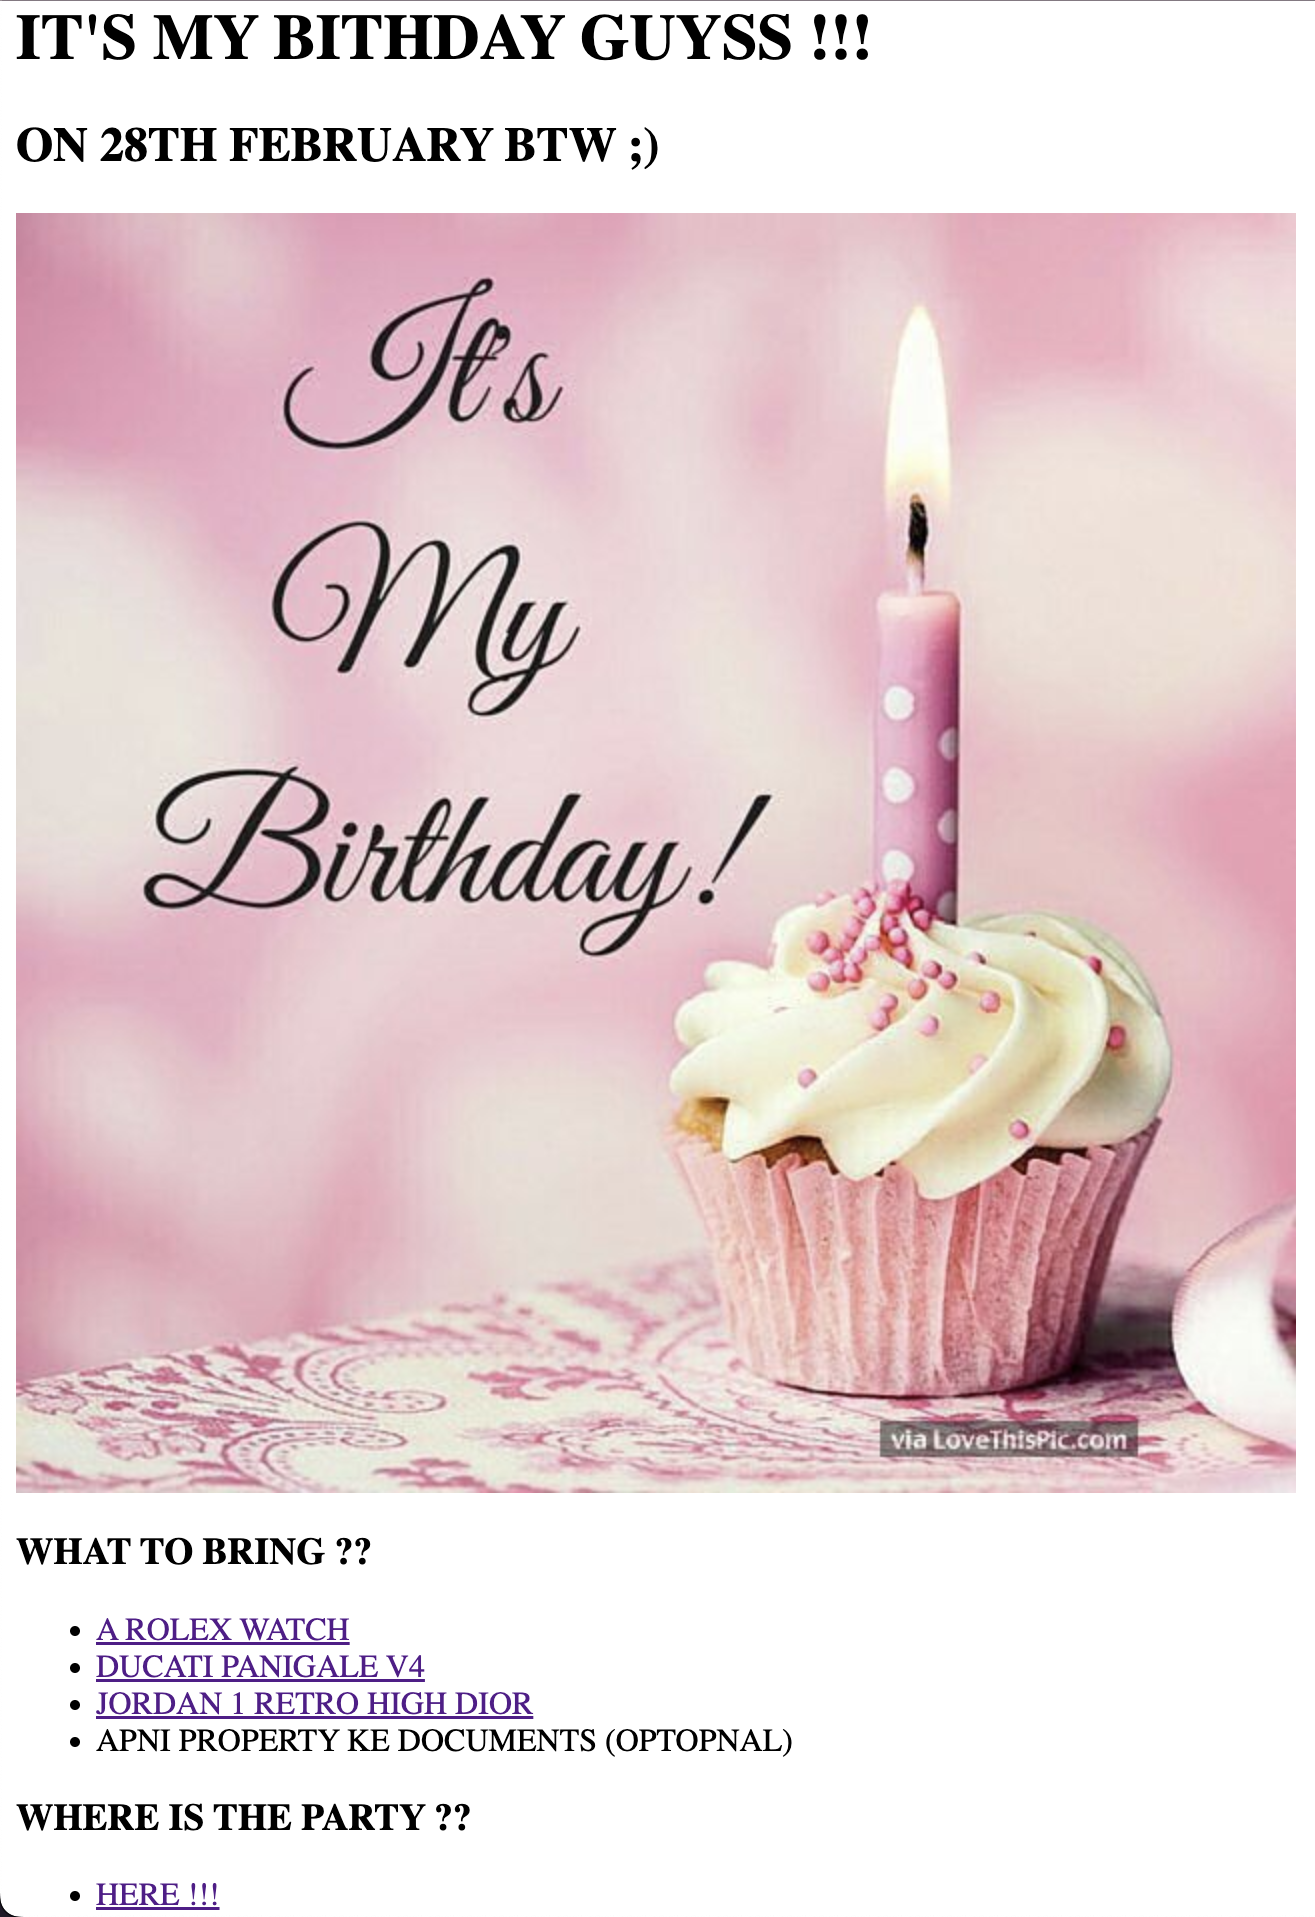 IT'S MY BITHDAY GUYSS !!!
ON 28TH FEBRUARY BTW ;)
It's
My
Birthday!
via LoveThisPic.com
WHAT TO BRING ??
A ROLEX WATCH
DUCATI PANIGALE V4
JORDAN 1 RETRO HIGH DIOR
APNI PROPERTY KE DOCUMENTS (OPTOPNAL)
WHERE IS THE PARTY ??
HERE !!!